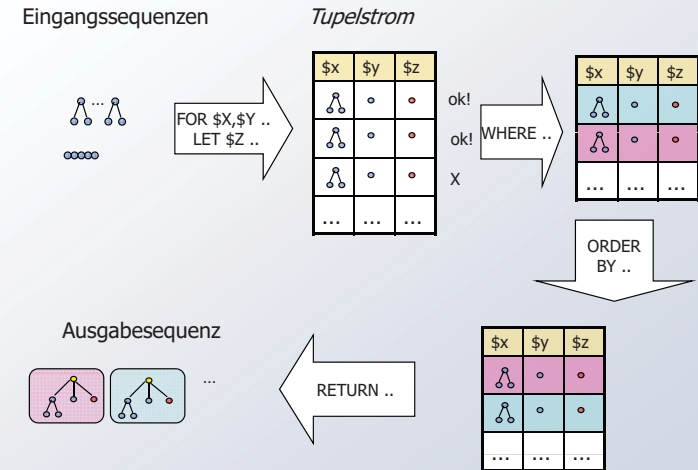 Eingangssequenzen
Tupelstrom
...
FOR $X,$Y ..
LET $Z ..
$x $y $z
ok!
ok!
X
... ... ...
WHERE ..
$x $y $z
... ... ...
ORDER
BY ..
Ausgabesequenz
...
RETURN ..
$x $y $z
... ... ...